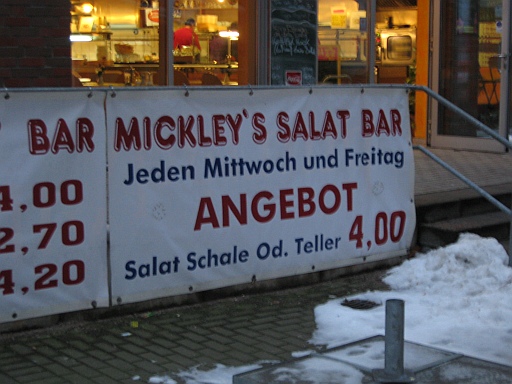 BAR
4,00
2,70
4,20
MICKLEY'S SALAT BAR
Jeden Mittwoch und Freitag
ANGEBOT
Salat Schale Od. Teller 4,00